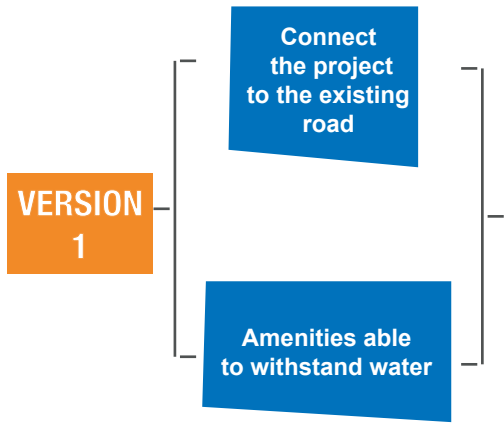 Connect
the project
to the existing
road
VERSION
1
Amenities able
to withstand water